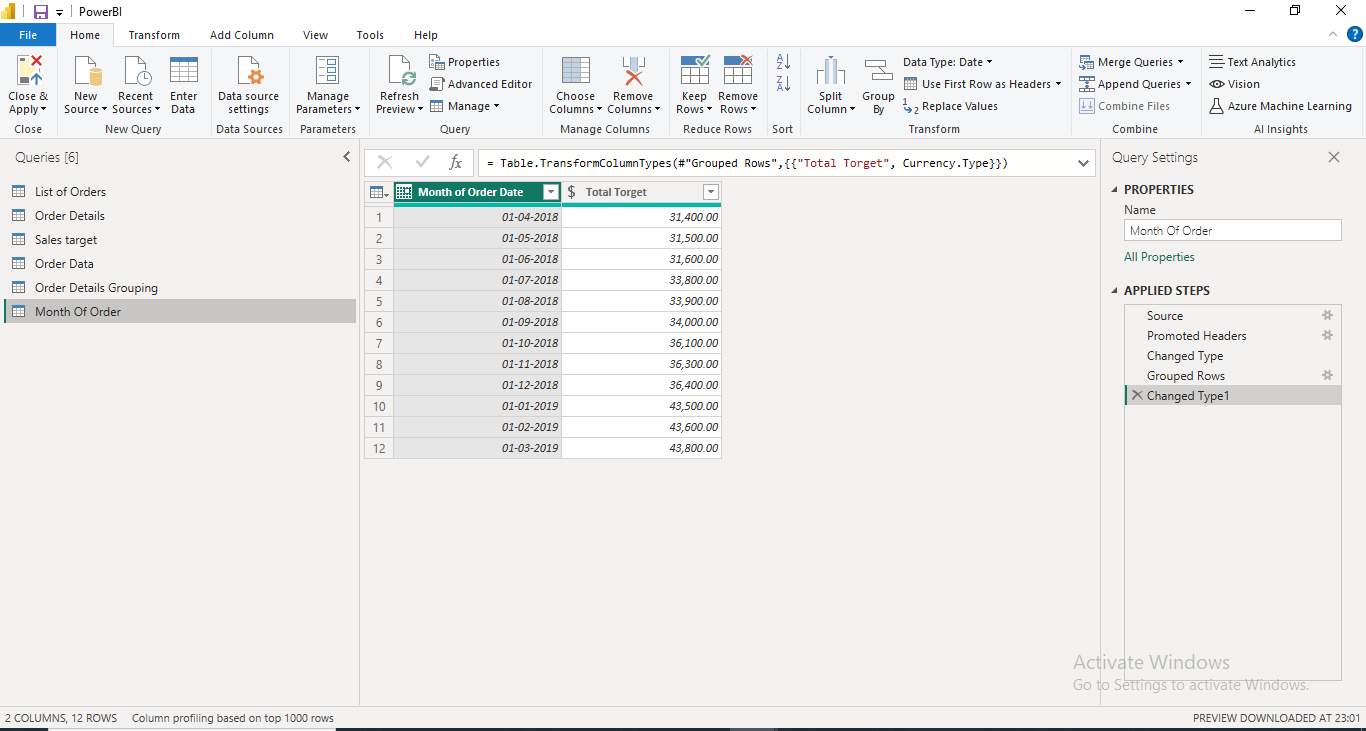 PowerBI
File Home Transform Add Column View Tools Help ?
Close & Apply
Close
New Source
Recent Sources
Enter Data
New Query
Data source settings
Data Sources
Manage Parameters
Parameters
Refresh Preview
Properties
Advanced Editor
Manage
Query
Choose Columns
Remove Columns
Manage Columns
Keep Rows
Remove Rows
Reduce Rows
Sort
Split Column
Group By
Data Type: Date
Use First Row as Headers
Replace Values
Transform
Merge Queries
Append Queries
Combine Files
Combine
Text Analytics
Vision
Azure Machine Learning
AI Insights
Queries [6]
List of Orders
Order Details
Sales target
Order Data
Order Details Grouping
Month Of Order
fx = Table.TransformColumnTypes(#"Grouped Rows",{{"Total Torget", Currency.Type}})
Month of Order Date $ Total Torget
1 01-04-2018 31,400.00
2 01-05-2018 31,500.00
3 01-06-2018 31,600.00
4 01-07-2018 33,800.00
5 01-08-2018 33,900.00
6 01-09-2018 34,000.00
7 01-10-2018 36,100.00
8 01-11-2018 36,300.00
9 01-12-2018 36,400.00
10 01-01-2019 43,500.00
11 01-02-2019 43,600.00
12 01-03-2019 43,800.00
Query Settings
PROPERTIES
Name
Month Of Order
All Properties
APPLIED STEPS
Source
Promoted Headers
Changed Type
Grouped Rows
Changed Type1
Activate Windows
Go to Settings to activate Windows.
2 COLUMNS, 12 ROWS Column profiling based on top 1000 rows PREVIEW DOWNLOADED AT 23:01